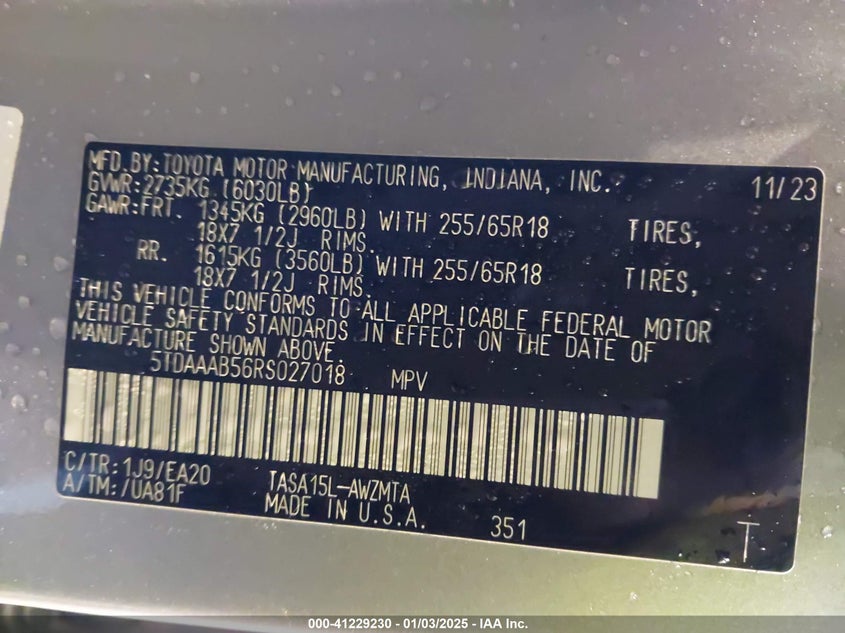 MFD. BY: TOYOTA MOTOR MANUFACTURING, INDIANA, INC. 11/23
GVWR: 2735KG (6030LB)
GAWR: FRT. 1345KG (2960LB) WITH 255/65R18 TIRES,
18X7 1/2J RIMS.
RR. 1615KG (3560LB) WITH 255/65R18 TIRES,
18X7 1/2J RIMS.
THIS VEHICLE CONFORMS TO ALL APPLICABLE FEDERAL MOTOR
VEHICLE SAFETY STANDARDS IN EFFECT ON THE DATE OF
MANUFACTURE SHOWN ABOVE.
5TDAAAB56RS027018 MPV
C/TR: 1J9/EA20 TASA15L-AWZMTA
A/TM: /UA81F MADE IN U.S.A. 351 T
000-41229230 — 01/03/2025 — IAA Inc.